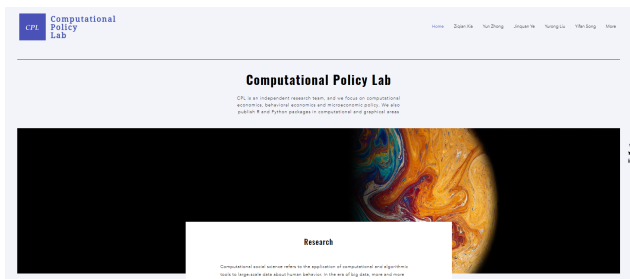 CPL
Computational
Policy
Lab
Home Ziqian Xia Yun Zhang Jinquan Ye Yurong Liu Yifan Song More
Computational Policy Lab
CPL is an independent research team, and we focus on computational
economics, behavioral economics and microeconomic policy. We also
publish R and Python packages in computational and graphical areas
Research
Computational social science refers to the application of computational and algorithmic
tools to large-scale data about human behavior. In the era of big data, more and more